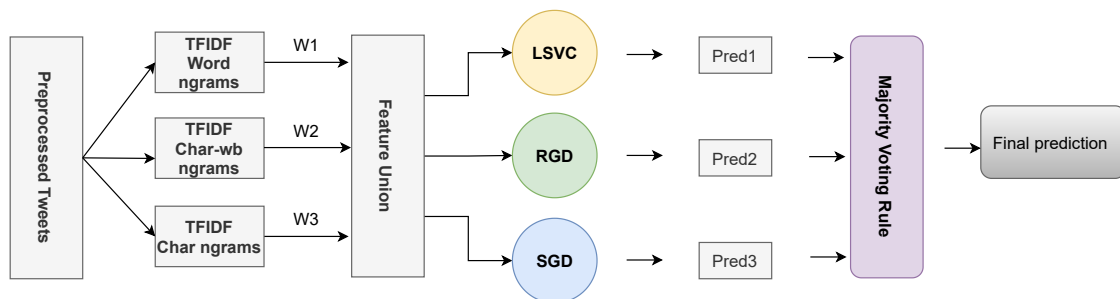 Preprocessed Tweets
TFIDF
Word
ngrams
TFIDF
Char-wb
ngrams
TFIDF
Char ngrams
W1
W2
W3
Feature Union
LSVC
RGD
SGD
Pred1
Pred2
Pred3
Majority Voting Rule
Final prediction